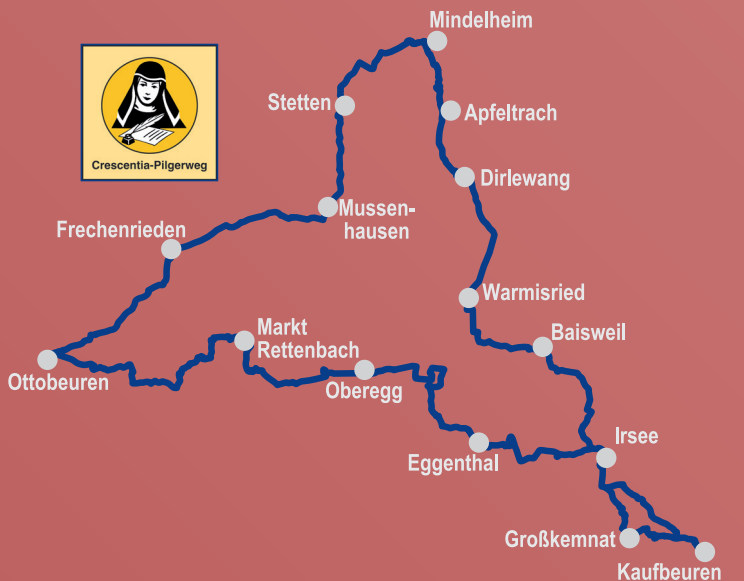 Mindelheim
Stetten
Apfeltrach
Crescentia-Pilgerweg
Dirlewang
Mussen-
hausen
Frechenrieden
Warmisried
Markt
Rettenbach
Baisweil
Ottobeuren
Oberegg
Irsee
Eggenthal
Großkemnat
Kaufbeuren